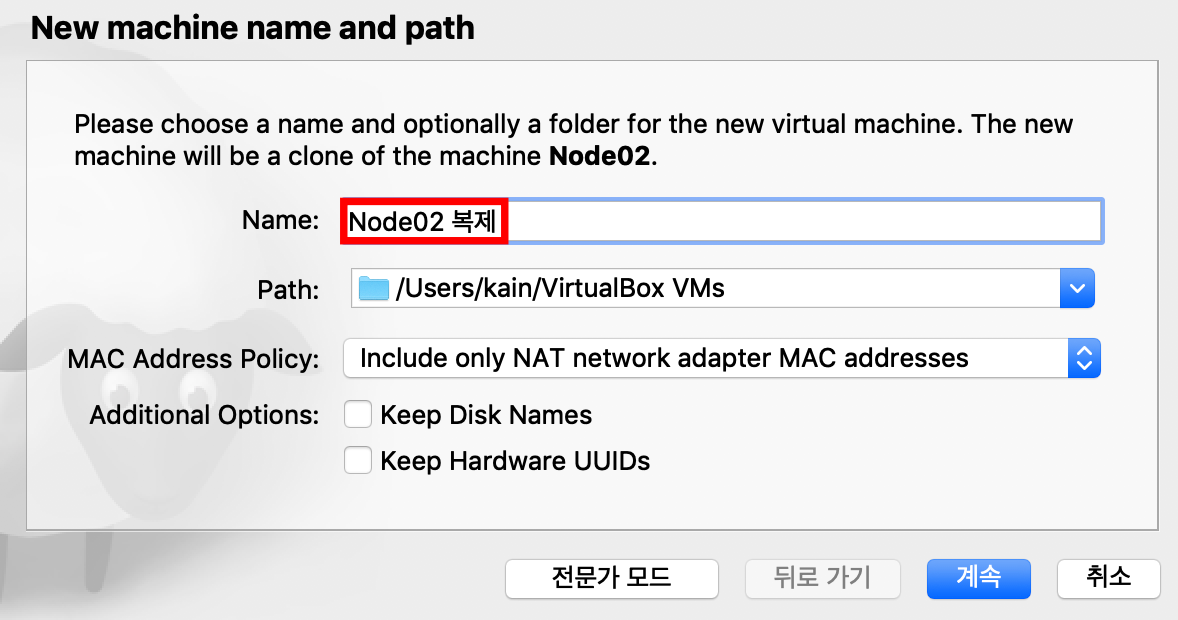 New machine name and path
Please choose a name and optionally a folder for the new virtual machine. The new
machine will be a clone of the machine Node02.
Name: Node02 복제
Path: /Users/kain/VirtualBox VMs
MAC Address Policy: Include only NAT network adapter MAC addresses
Additional Options: Keep Disk Names
Keep Hardware UUIDs
전문가 모드 뒤로 가기 계속 취소